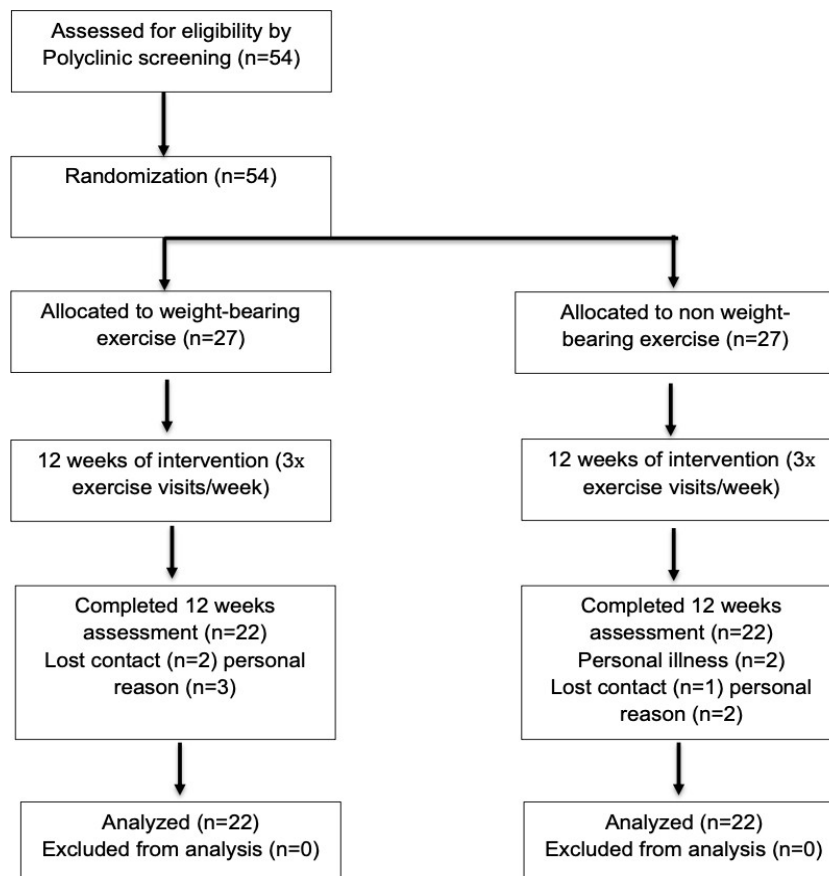 Assessed for eligibility by
Polyclinic screening (n=54)
Randomization (n=54)
Allocated to weight-bearing
exercise (n=27)
Allocated to non weight-
bearing exercise (n=27)
12 weeks of intervention (3x
exercise visits/week)
12 weeks of intervention (3x
exercise visits/week)
Completed 12 weeks
assessment (n=22)
Lost contact (n=2) personal
reason (n=3)
Completed 12 weeks
assessment (n=22)
Personal illness (n=2)
Lost contact (n=1) personal
reason (n=2)
Analyzed (n=22)
Excluded from analysis (n=0)
Analyzed (n=22)
Excluded from analysis (n=0)